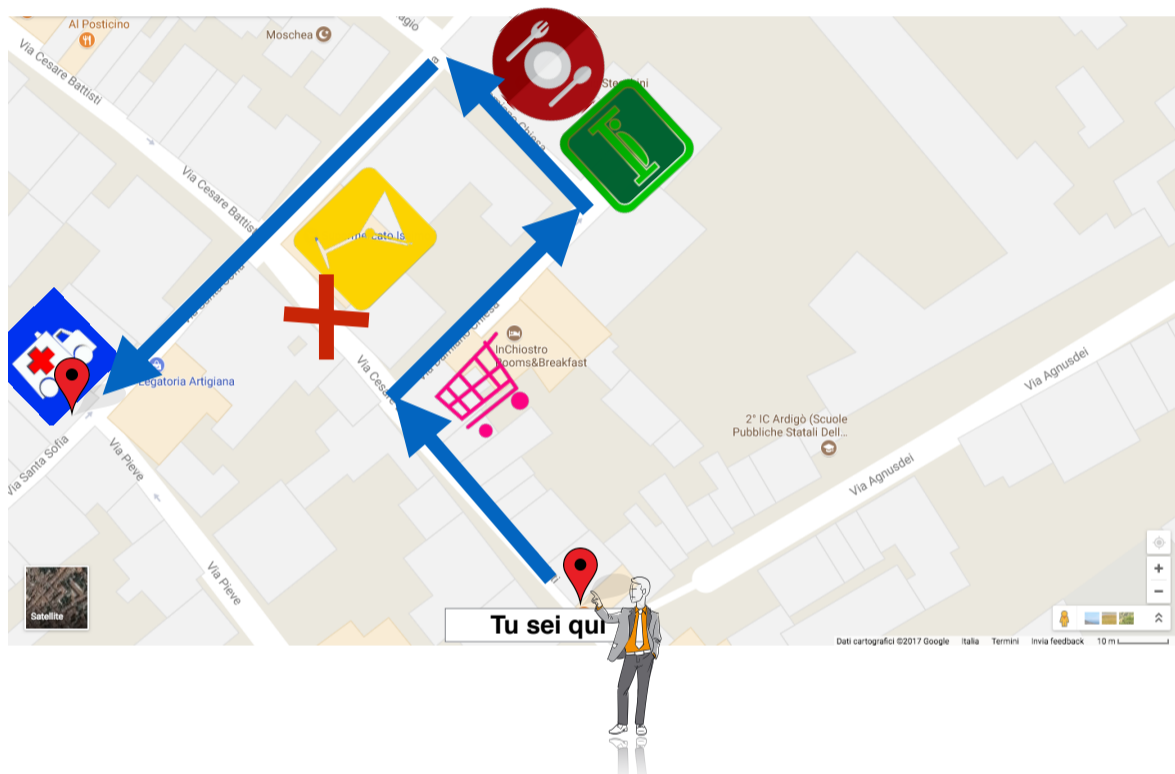 Al Posticino
Moschea
Via Cesare Battisti
Via Cesare Battisti
InChiostro
Rooms&Breakfast
Legatoria Artigiana
Via Cesare
2° IC Ardigò (Scuole
Pubbliche Statali Dell...
Via Agnusdei
Via Agnusdei
Via Santa Sofia
Via Pieve
Via Pieve
Satellite
Tu sei qui
Dati cartografici ©2017 Google Italia Termini Invia feedback 10 m